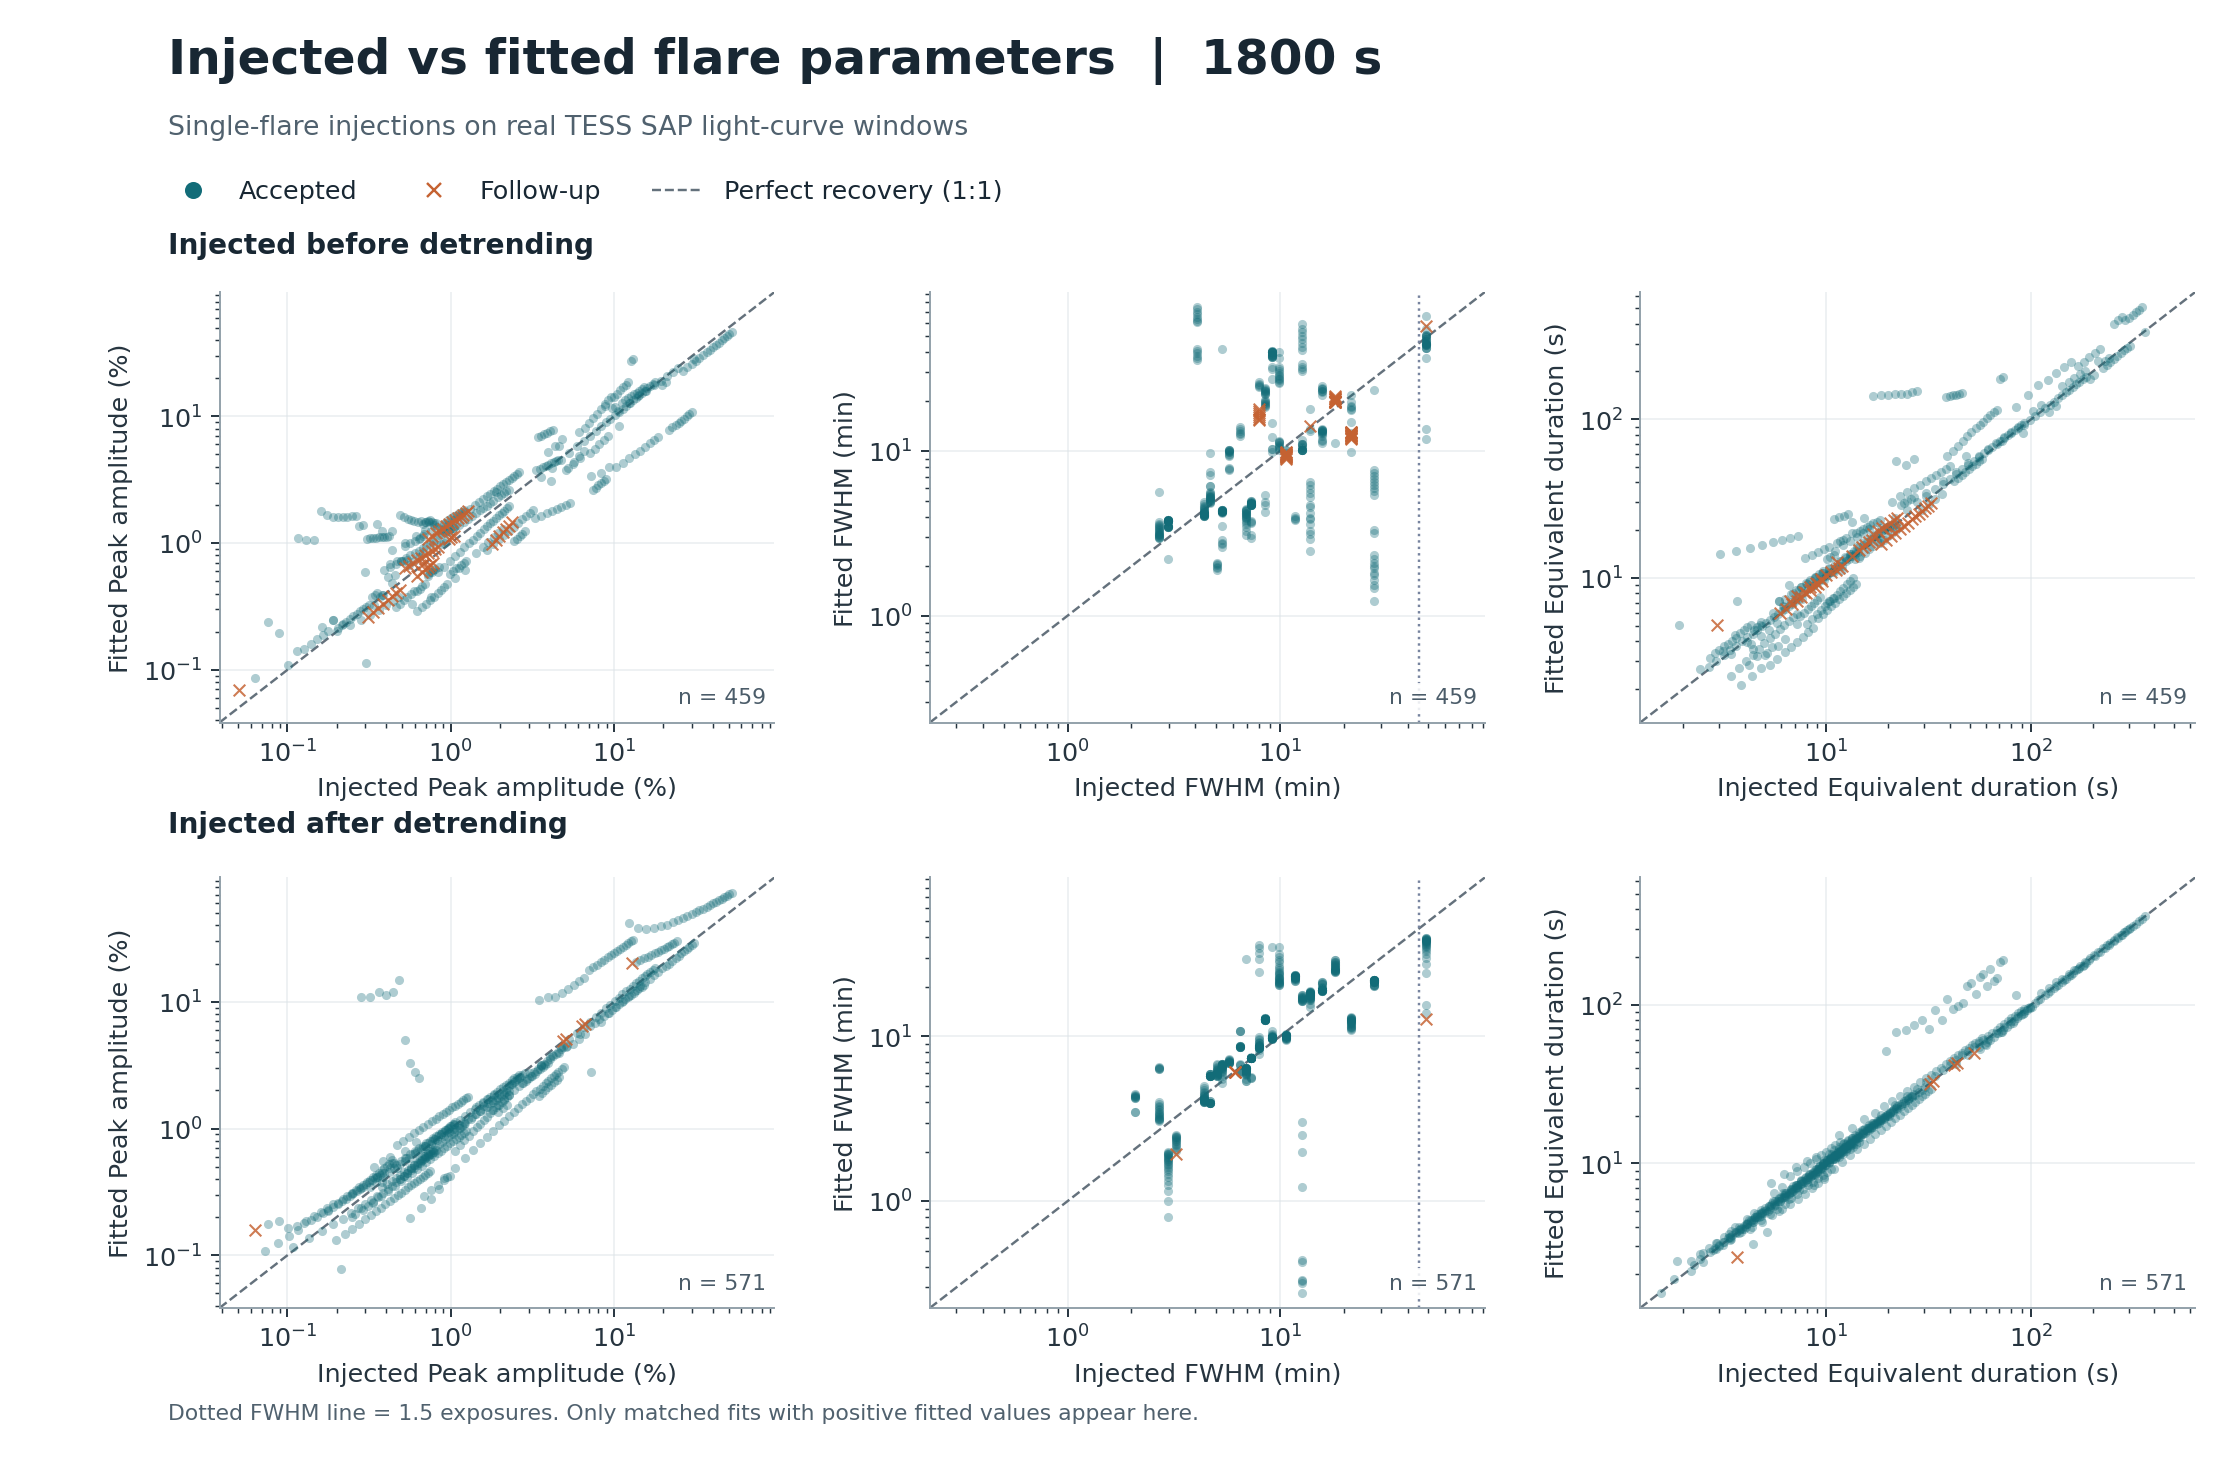 Injected vs fitted flare parameters | 1800 s
Single-flare injections on real TESS SAP light-curve windows
Accepted Follow-up Perfect recovery (1:1)
Injected before detrending
Fitted Peak amplitude (%)
10¹
10⁰
10⁻¹
n = 459
10⁻¹ 10⁰ 10¹
Injected Peak amplitude (%)
Fitted FWHM (min)
10¹
10⁰
n = 459
10⁰ 10¹
Injected FWHM (min)
Fitted Equivalent duration (s)
10²
10¹
n = 459
10¹ 10²
Injected Equivalent duration (s)
Injected after detrending
Fitted Peak amplitude (%)
10¹
10⁰
10⁻¹
n = 571
10⁻¹ 10⁰ 10¹
Injected Peak amplitude (%)
Fitted FWHM (min)
10¹
10⁰
n = 571
10⁰ 10¹
Injected FWHM (min)
Fitted Equivalent duration (s)
10²
10¹
n = 571
10¹ 10²
Injected Equivalent duration (s)
Dotted FWHM line = 1.5 exposures. Only matched fits with positive fitted values appear here.